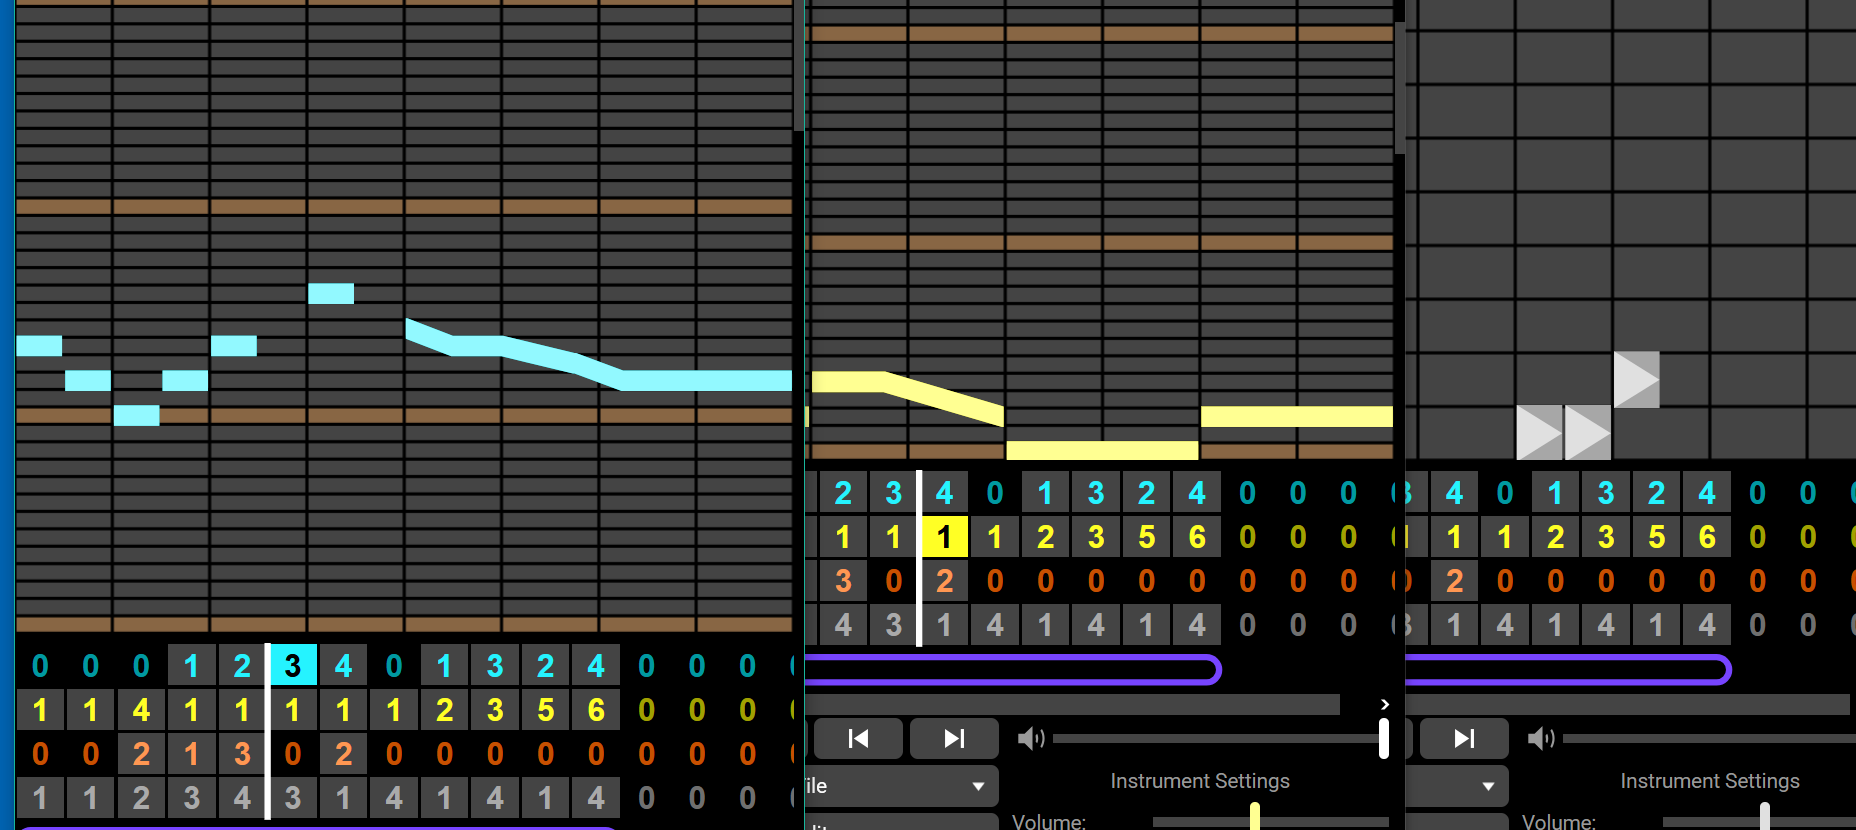 2 3 4 0 1 3 2 4 0 0 0
1 1 1 1 2 3 5 6 0 0 0
3 0 2 0 0 0 0 0 0 0 0
4 3 1 4 1 4 1 4 0 0 0
Instrument Settings
Volume:
3 4 0 1 3 2 4 0 0
1 1 2 3 5 6 0 0
0 2 0 0 0 0 0 0 0
3 1 4 1 4 1 4 0 0
Instrument Settings
Volume:
0 0 0 1 2 3 4 0 1 3 2 4 0 0 0
1 1 4 1 1 1 1 1 2 3 5 6 0 0 0
0 0 2 1 3 0 2 0 0 0 0 0 0 0 0
1 1 2 3 4 3 1 4 1 4 1 4 0 0 0
ile